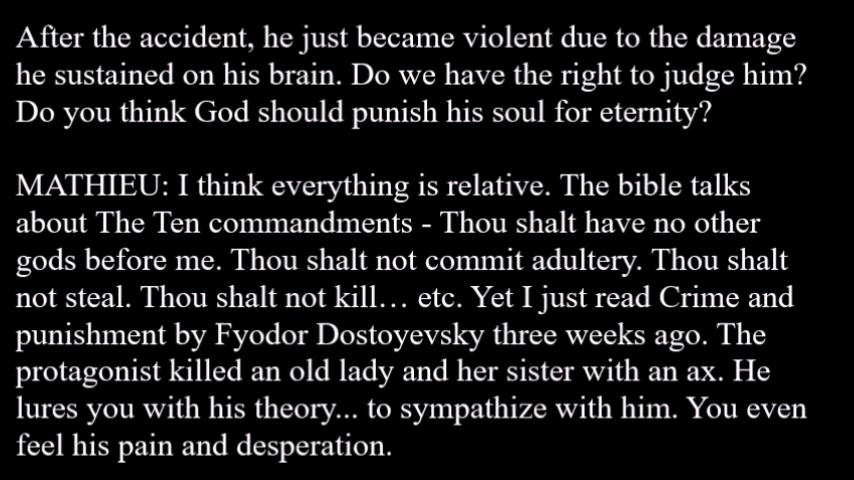 After the accident, he just became violent due to the damage
he sustained on his brain. Do we have the right to judge him?
Do you think God should punish his soul for eternity?
MATHIEU: I think everything is relative. The bible talks
about The Ten commandments - Thou shalt have no other
gods before me. Thou shalt not commit adultery. Thou shalt
not steal. Thou shalt not kill… etc. Yet I just read Crime and
punishment by Fyodor Dostoyevsky three weeks ago. The
protagonist killed an old lady and her sister with an ax. He
lures you with his theory... to sympathize with him. You even
feel his pain and desperation.